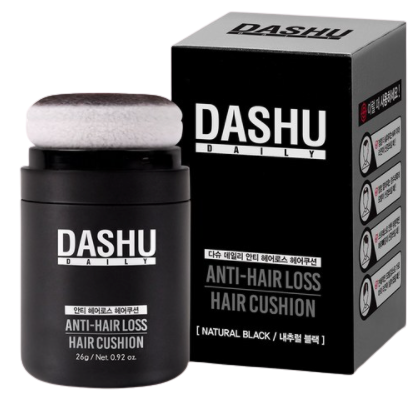 DASHU
DAILY
안티 헤어로스 헤어쿠션
ANTI-HAIR LOSS
HAIR CUSHION
26g / Net. 0.92 oz.
DASHU
DAILY
다슈 데일리 안티 헤어로스 헤어쿠션
ANTI-HAIR LOSS
HAIR CUSHION
[ NATURAL BLACK / 내추럴 블랙 ]